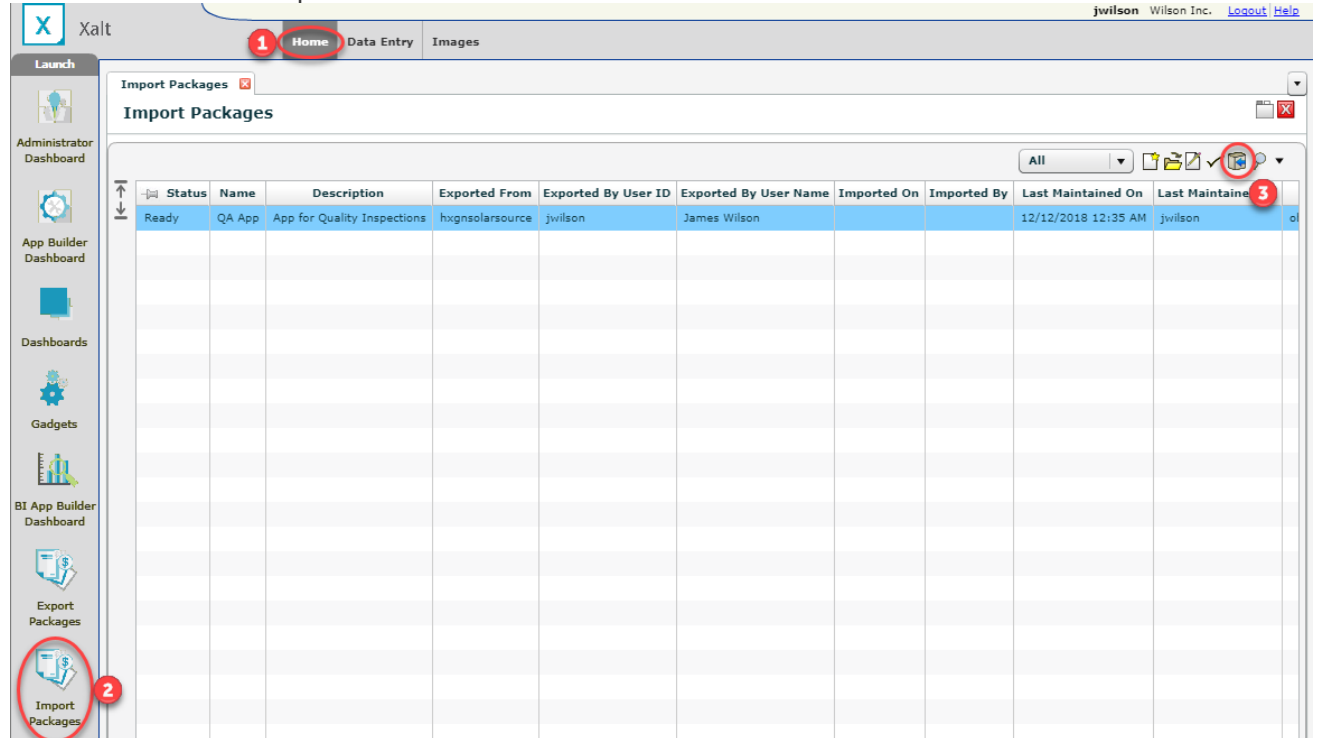 jwilson Wilson Inc. Logout Help
X Xalt
1 Home Data Entry Images
Launch
Import Packages
Import Packages
Administrator
Dashboard
All
3
Status Name Description Exported From Exported By User ID Exported By User Name Imported On Imported By Last Maintained On Last Maintaine
Ready QA App App for Quality Inspections hxgnsolarsource jwilson James Wilson 12/12/2018 12:35 AM jwilson ol
App Builder
Dashboard
Dashboards
Gadgets
BI App Builder
Dashboard
Export
Packages
2
Import
Packages